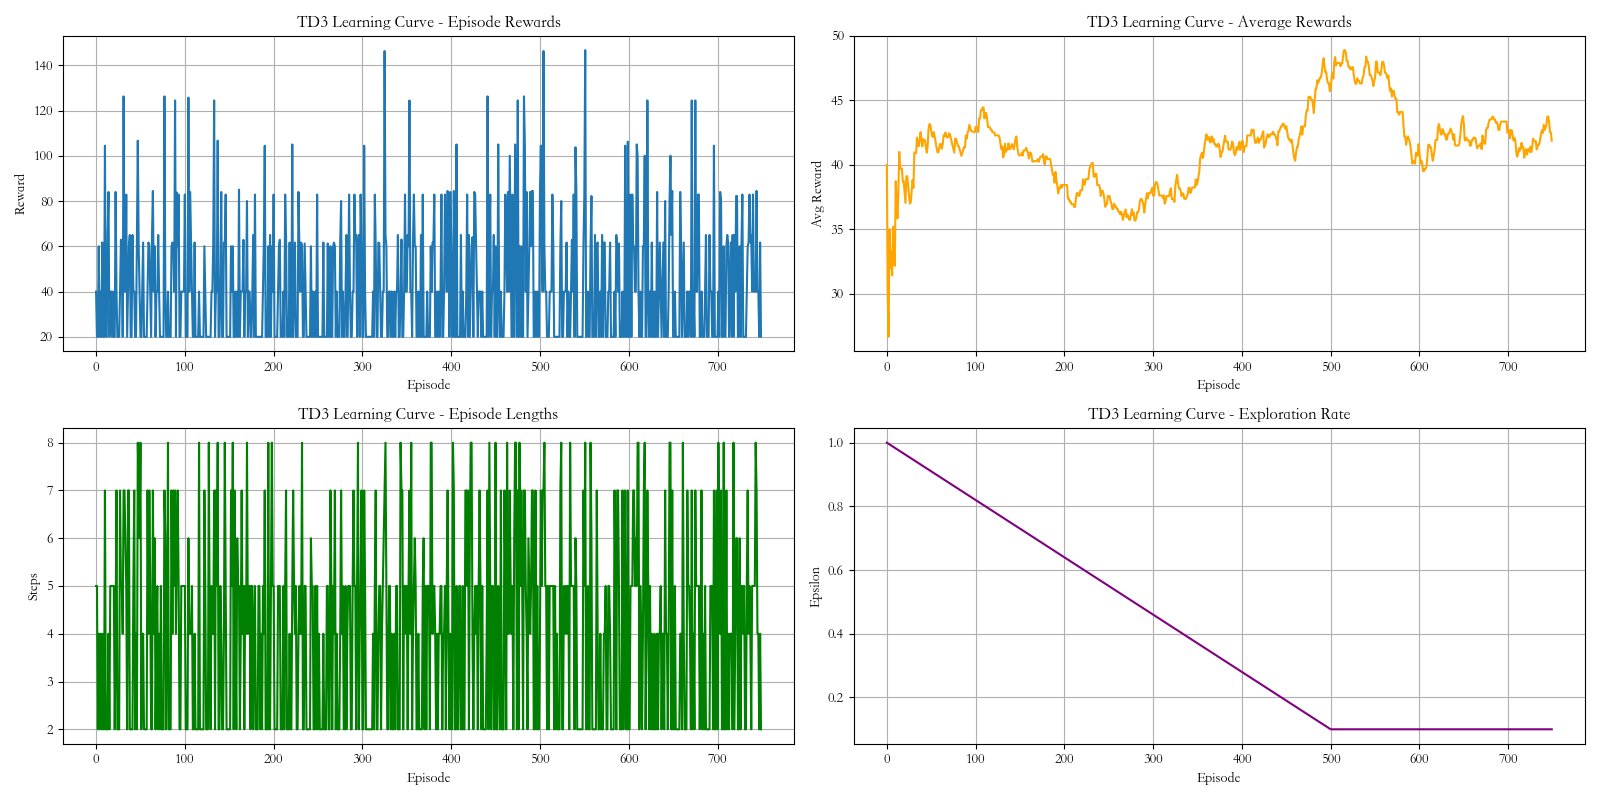 TD3 Learning Curve - Episode Rewards
Reward
140
120
100
80
60
40
20
0 100 200 300 400 500 600 700
Episode
TD3 Learning Curve - Average Rewards
Avg Reward
50
45
40
35
30
0 100 200 300 400 500 600 700
Episode
TD3 Learning Curve - Episode Lengths
Steps
8
7
6
5
4
3
2
0 100 200 300 400 500 600 700
Episode
TD3 Learning Curve - Exploration Rate
Epsilon
1.0
0.8
0.6
0.4
0.2
0 100 200 300 400 500 600 700
Episode